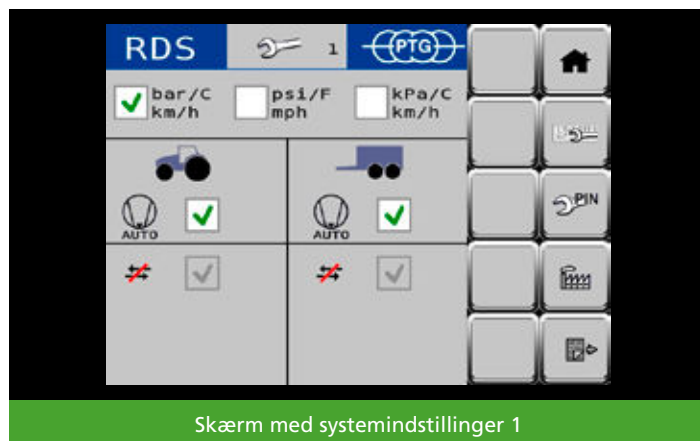 RDS 1 PTG
bar/C km/h
psi/F mph
kPa/C km/h
AUTO AUTO
PIN
Skærm med systemindstillinger 1